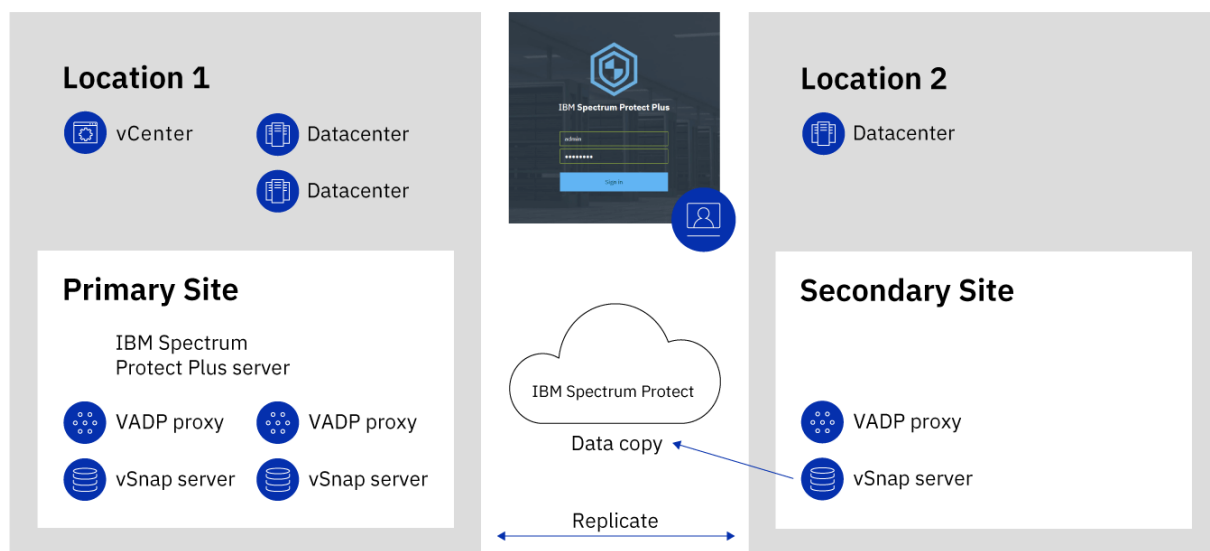 Location 1
vCenter
Datacenter
Datacenter
Primary Site
IBM Spectrum
Protect Plus server
VADP proxy
VADP proxy
vSnap server
vSnap server
IBM Spectrum Protect Plus
admin
Sign in
IBM Spectrum Protect
Data copy
Replicate
Location 2
Datacenter
Secondary Site
VADP proxy
vSnap server